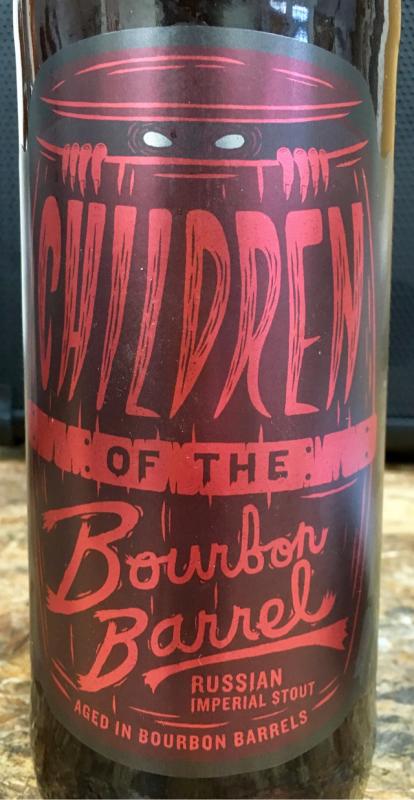 CHILDREN
OF THE
Bourbon
Barrel
RUSSIAN
IMPERIAL STOUT
AGED IN BOURBON BARRELS